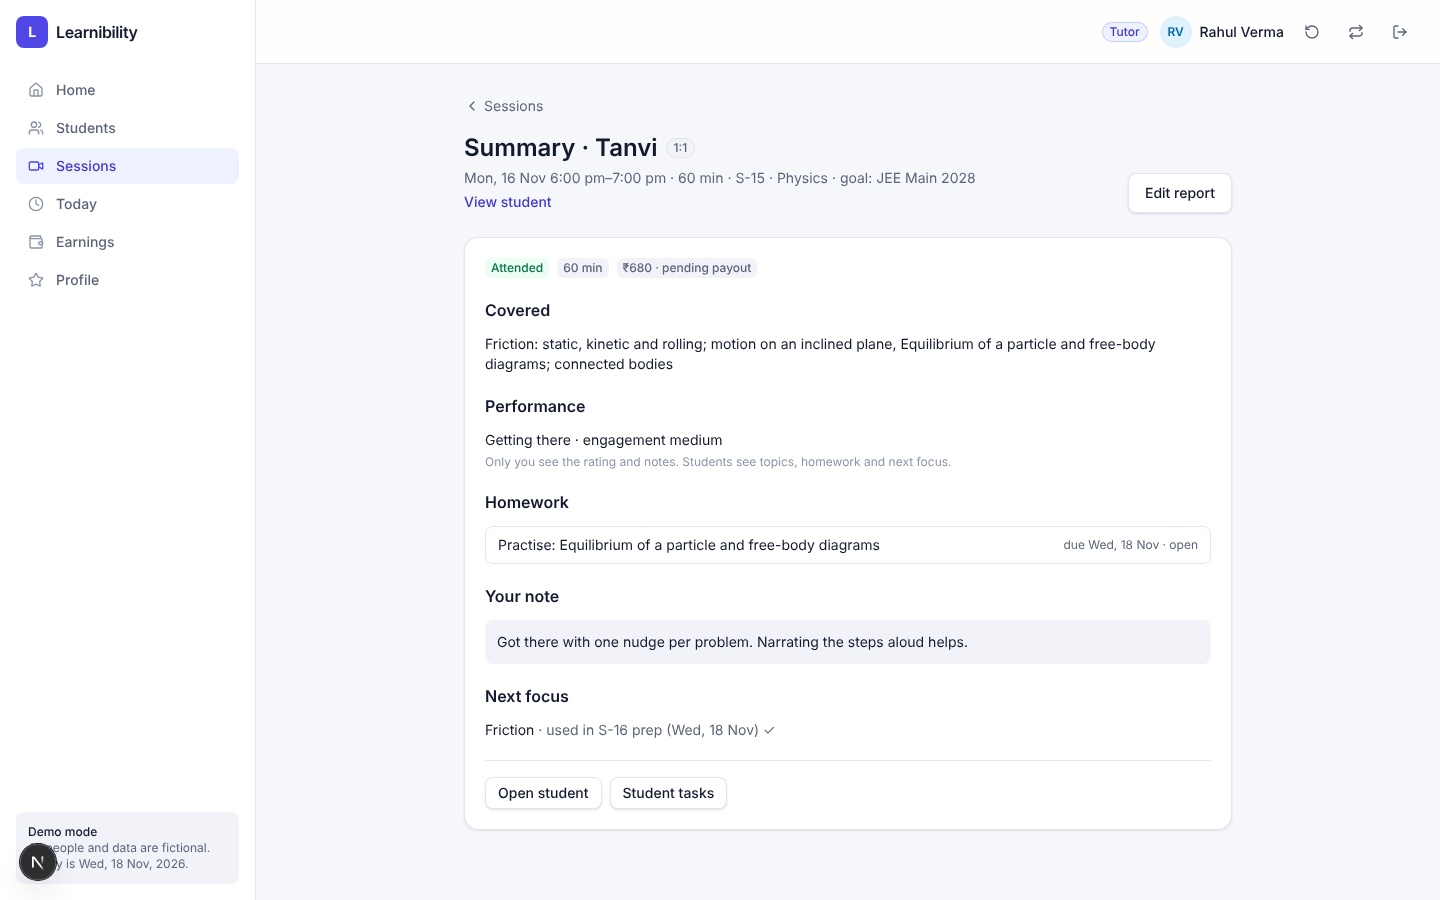 L Learnibility
Home
Students
Sessions
Today
Earnings
Profile
Demo mode
people and data are fictional.
is Wed, 18 Nov, 2026.
N
Tutor RV Rahul Verma
Sessions
Summary · Tanvi 1:1
Mon, 16 Nov 6:00 pm–7:00 pm · 60 min · S-15 · Physics · goal: JEE Main 2028
View student
Edit report
Attended 60 min ₹680 · pending payout
Covered
Friction: static, kinetic and rolling; motion on an inclined plane, Equilibrium of a particle and free-body
diagrams; connected bodies
Performance
Getting there · engagement medium
Only you see the rating and notes. Students see topics, homework and next focus.
Homework
Practise: Equilibrium of a particle and free-body diagrams due Wed, 18 Nov · open
Your note
Got there with one nudge per problem. Narrating the steps aloud helps.
Next focus
Friction · used in S-16 prep (Wed, 18 Nov) ✓
Open student Student tasks